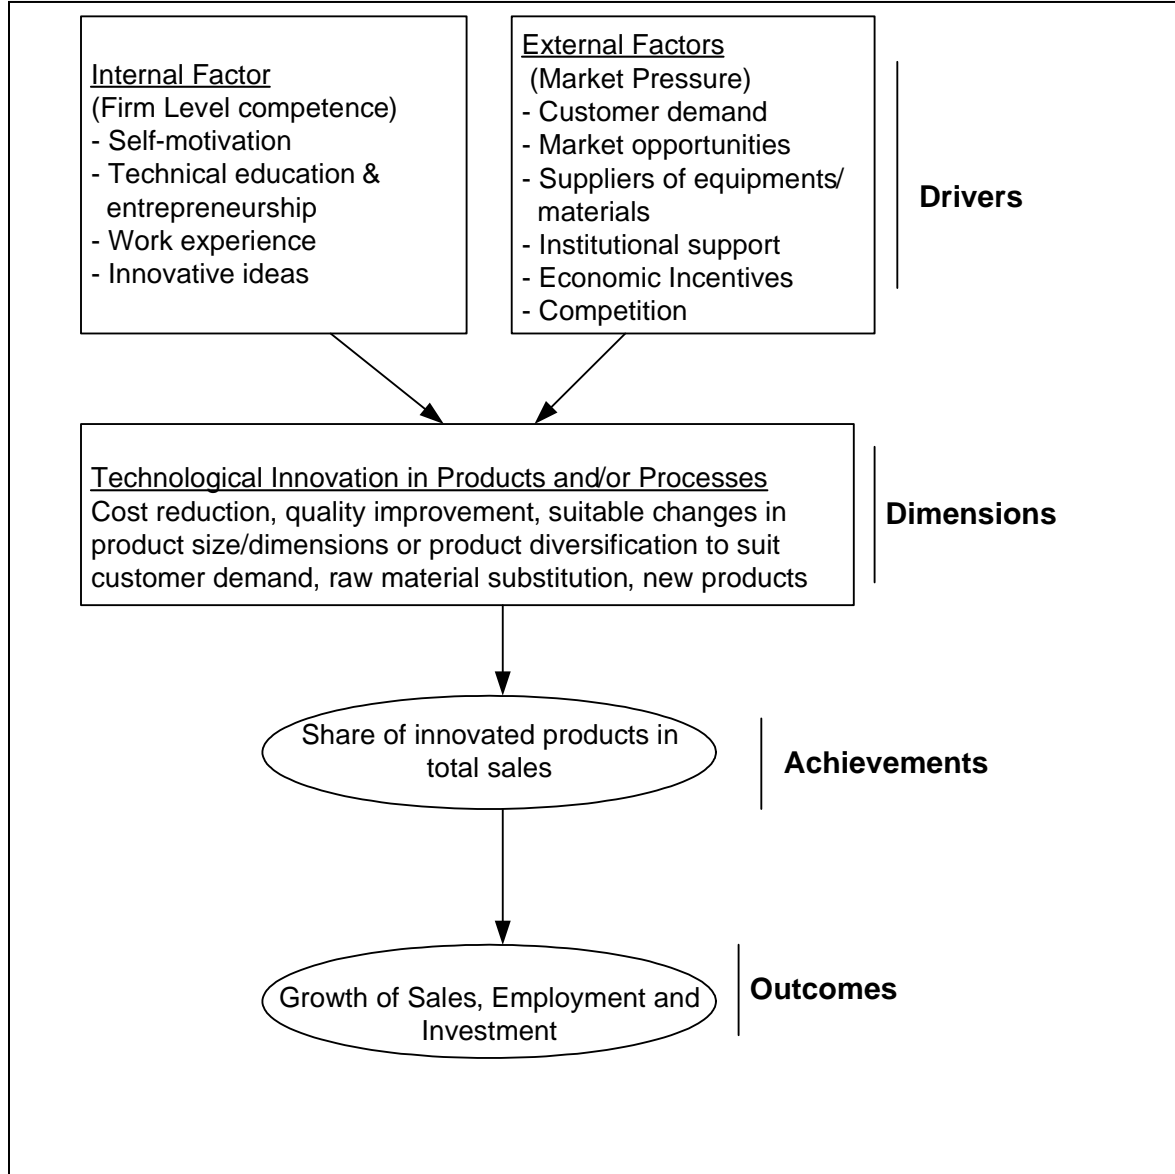 Internal Factor
(Firm Level competence)
- Self-motivation
- Technical education &
entrepreneurship
- Work experience
- Innovative ideas
External Factors
(Market Pressure)
- Customer demand
- Market opportunities
- Suppliers of equipments/
materials
- Institutional support
- Economic Incentives
- Competition
Drivers
Technological Innovation in Products and/or Processes
Cost reduction, quality improvement, suitable changes in
product size/dimensions or product diversification to suit
customer demand, raw material substitution, new products
Dimensions
Share of innovated products in
total sales
Achievements
Growth of Sales, Employment and
Investment
Outcomes